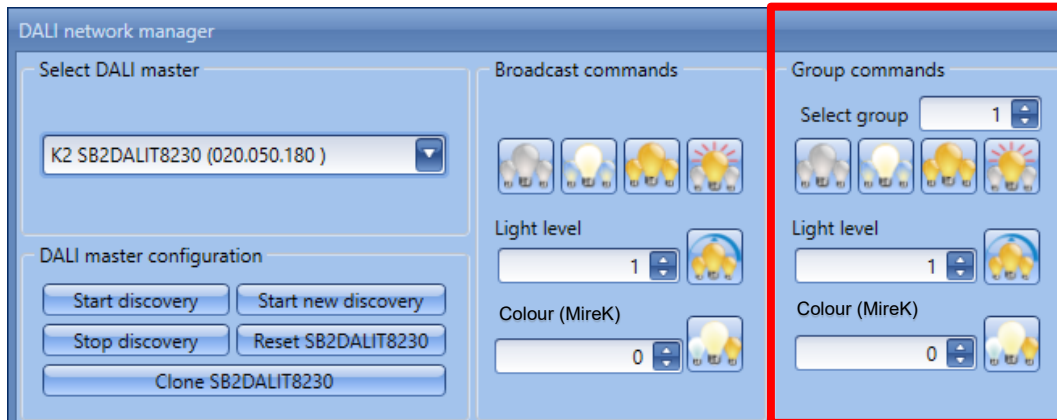 DALI network manager
Select DALI master
K2 SB2DALIT8230 (020.050.180 )
DALI master configuration
Start discovery
Start new discovery
Stop discovery
Reset SB2DALIT8230
Clone SB2DALIT8230
Broadcast commands
Light level
1
Colour (MireK)
0
Group commands
Select group
1
Light level
1
Colour (MireK)
0